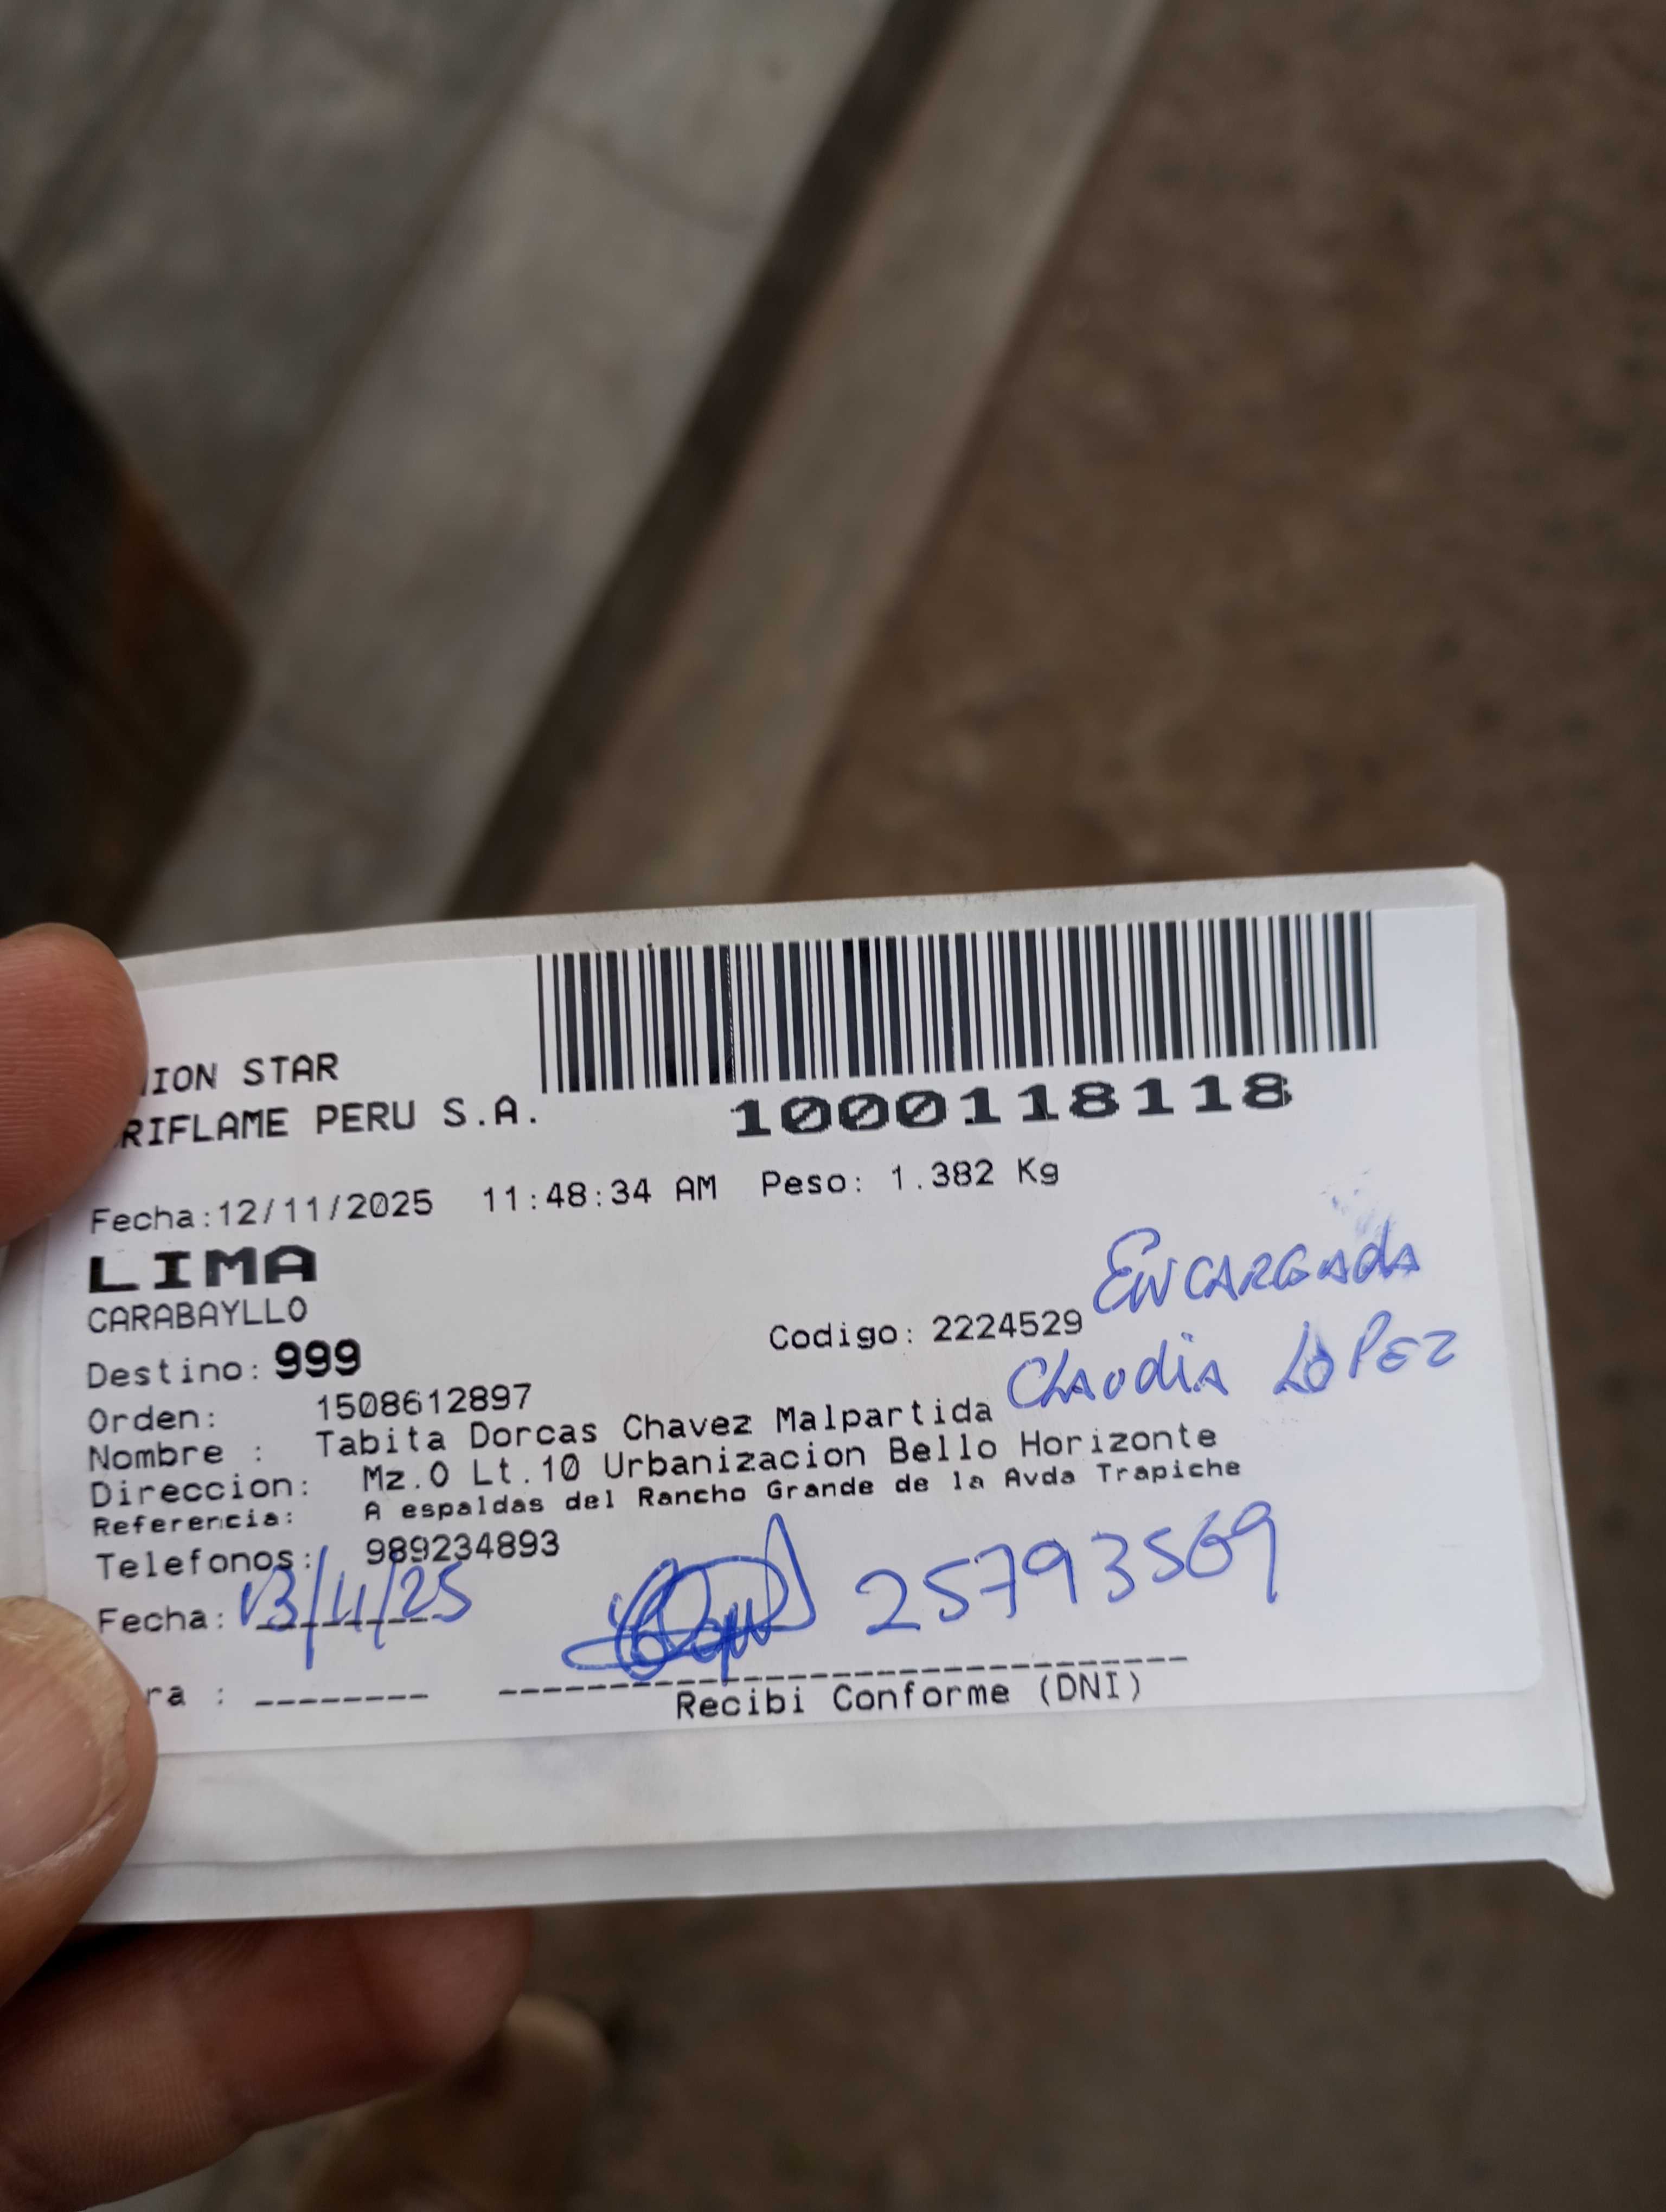 ION STAR
RIFLAME PERU S.A.
1000118118
Fecha:12/11/2025 11:48:34 AM Peso: 1.382 Kg
LIMA
CARABAYLLO
Destino: 999
Codigo: 2224529
ENCARGADA
CLAUDIA LOPEZ
Orden: 1508612897
Nombre : Tabita Dorcas Chavez Malpartida
Direccion: Mz.O Lt.10 Urbanizacion Bello Horizonte
Referencia: A espaldas del Rancho Grande de la Avda Trapiche
Telefonos: 989234893
Fecha: 13/11/25
25793569
ra :
Recibi Conforme (DNI)